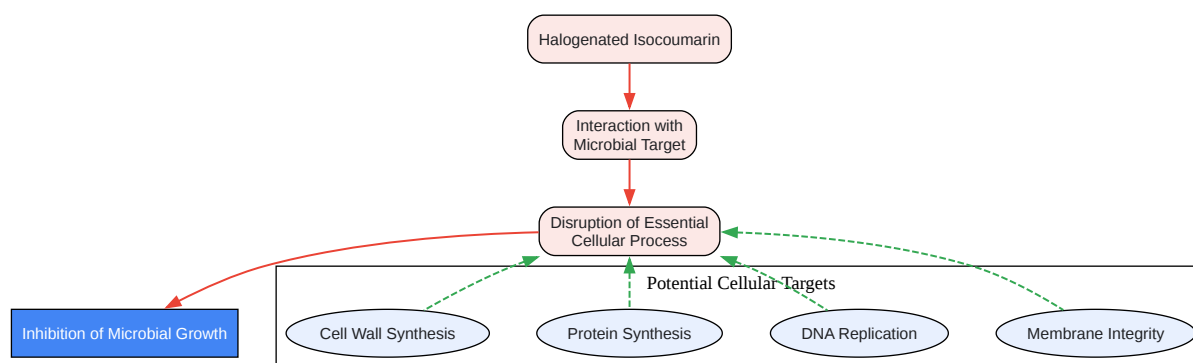 Halogenated Isocoumarin
Interaction with
Microbial Target
Disruption of Essential
Cellular Process
Potential Cellular Targets
Inhibition of Microbial Growth
Cell Wall Synthesis
Protein Synthesis
DNA Replication
Membrane Integrity